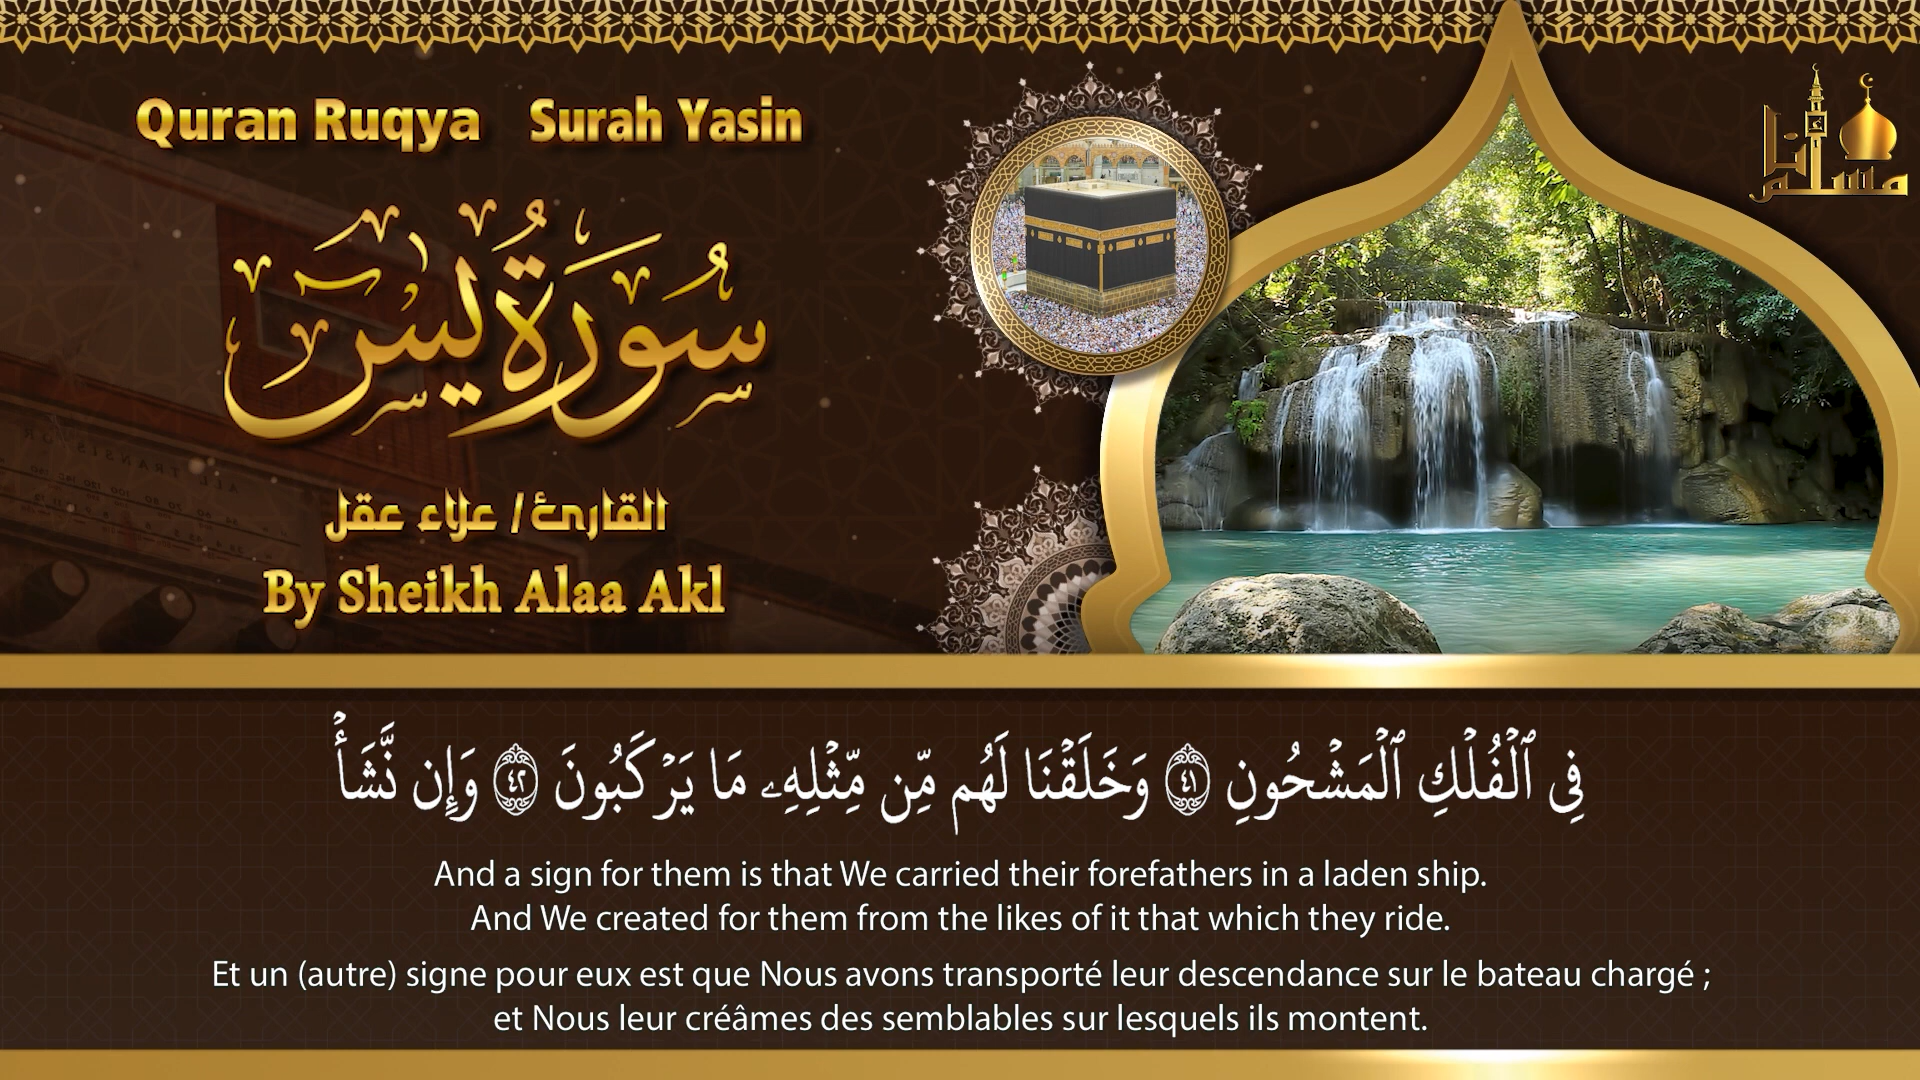 Quran Ruqya Surah Yasin
سُورَةُ يسٓ
القارئ / علاء عقل
By Sheikh Alaa Akl
أنا
مسلم
فِى ٱلْفُلْكِ ٱلْمَشْحُونِ ٤١ وَخَلَقْنَا لَهُم مِّن مِّثْلِهِۦ مَا يَرْكَبُونَ ٤٢ وَإِن نَّشَأْ
And a sign for them is that We carried their forefathers in a laden ship.
And We created for them from the likes of it that which they ride.
Et un (autre) signe pour eux est que Nous avons transporté leur descendance sur le bateau chargé ;
et Nous leur créâmes des semblables sur lesquels ils montent.